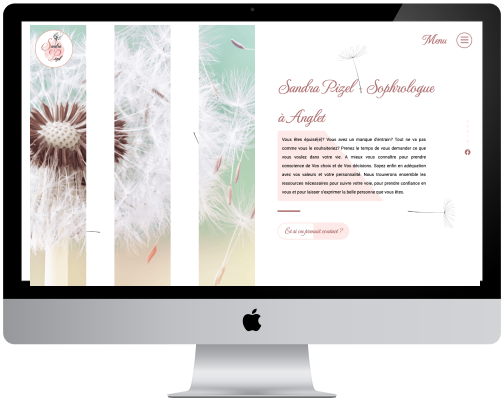 Sandra
Pizel
Menu
Sandra Pizel Sophrologue
à Anglet
Vous êtes épuisé(e)? Vous avez un manque d'entrain? Tout ne va pas
comme vous le souhaiteriez? Prenez le temps de vous demander ce que
vous voulez dans votre vie. A mieux vous connaître pour prendre
conscience de Vos choix et de Vos décisions. Soyez enfin en adéquation
avec vos valeurs et votre personnalité. Nous trouverons ensemble les
ressources nécessaires pour suivre votre voie, pour prendre confiance en
vous et pour laisser s'exprimer la belle personne que vous êtes.
Et si on prenait contact ?